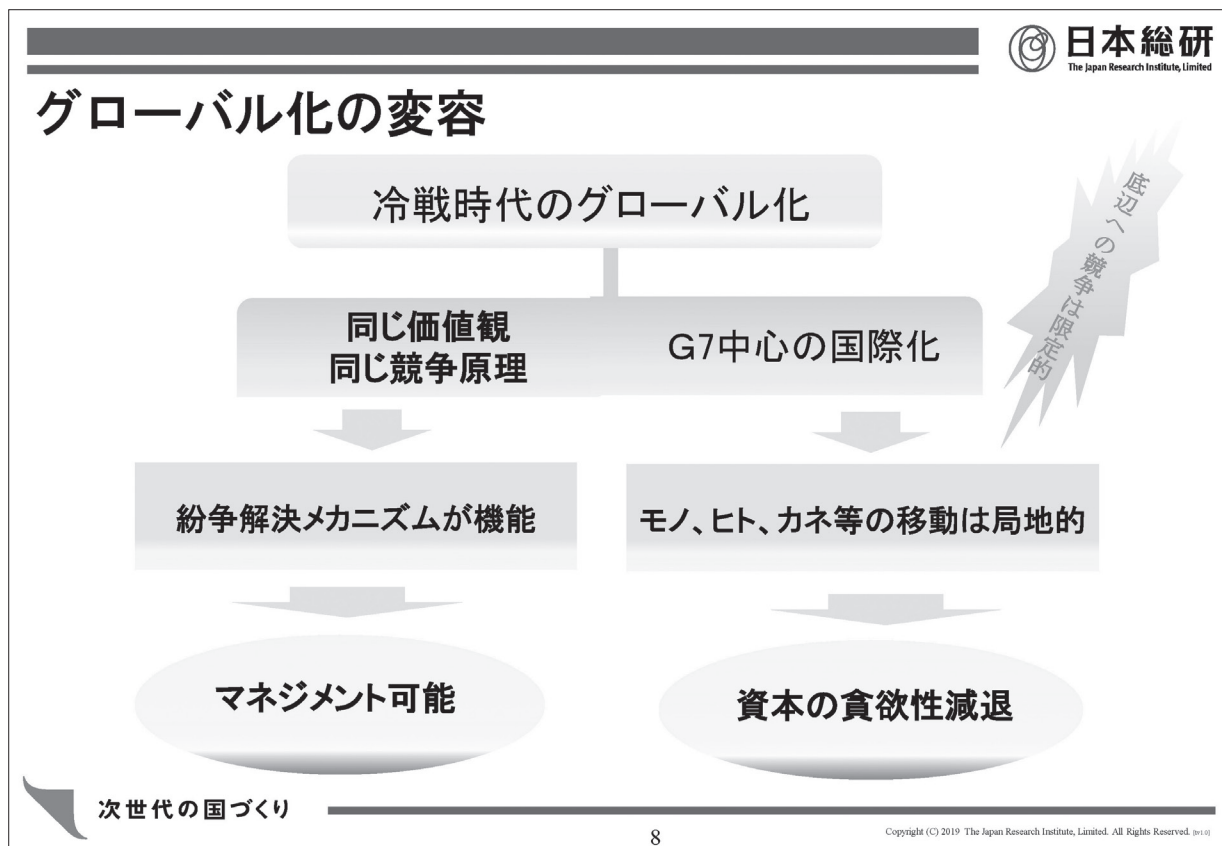 日本総研
The Japan Research Institute, Limited
グローバル化の変容
冷戦時代のグローバル化
底辺への競争は限定的
同じ価値観
同じ競争原理
G7中心の国際化
紛争解決メカニズムが機能
モノ、ヒト、カネ等の移動は局地的
マネジメント可能
資本の貪欲性減退
次世代の国づくり
8
Copyright (C) 2019 The Japan Research Institute, Limited. All Rights Reserved. [tv1.0]